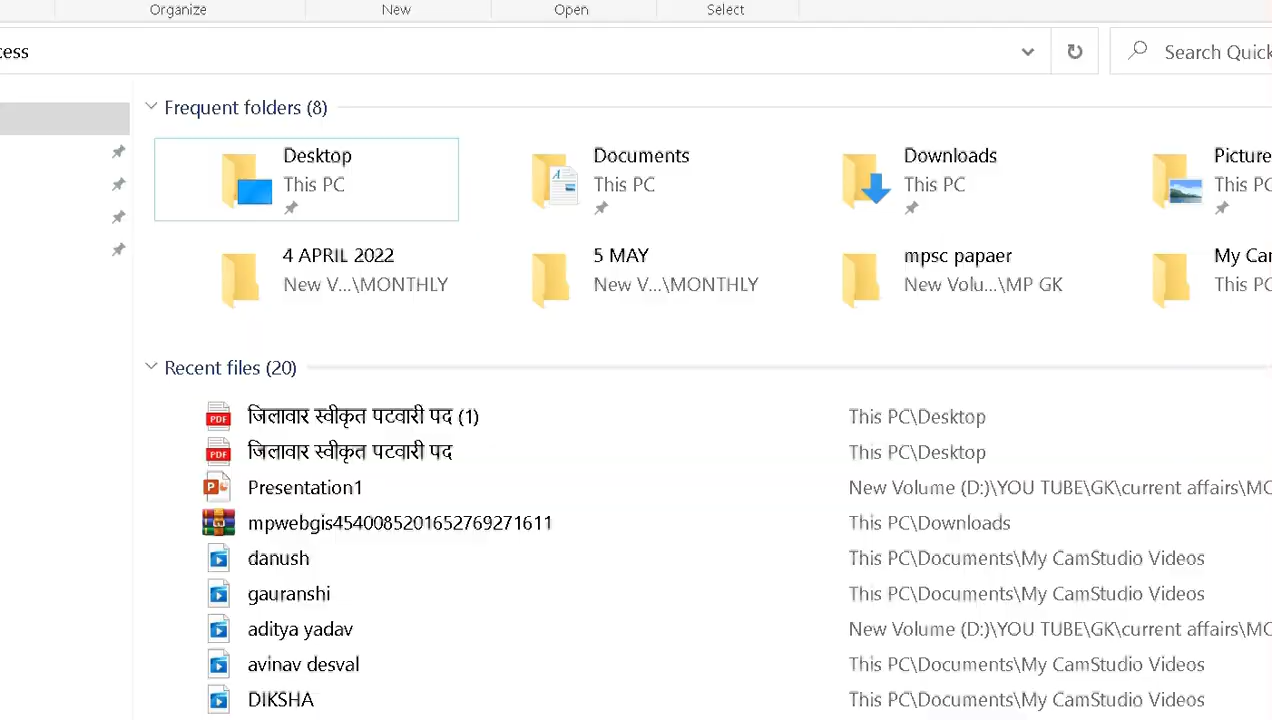 Organize New Open Select
cess Search Quick
Frequent folders (8)
Desktop Documents Downloads Picture
This PC This PC This PC This PC
4 APRIL 2022 5 MAY mpsc papaer My Cam
New V...\MONTHLY New V...\MONTHLY New Volu...\MP GK This PC
Recent files (20)
जिलावार स्वीकृत पटवारी पद (1) This PC\Desktop
जिलावार स्वीकृत पटवारी पद This PC\Desktop
Presentation1 New Volume (D:)\YOU TUBE\GK\current affairs\MO
mpwebgis4540085201652769271611 This PC\Downloads
danush This PC\Documents\My CamStudio Videos
gauranshi This PC\Documents\My CamStudio Videos
aditya yadav New Volume (D:)\YOU TUBE\GK\current affairs\MO
avinav desval This PC\Documents\My CamStudio Videos
DIKSHA This PC\Documents\My CamStudio Videos